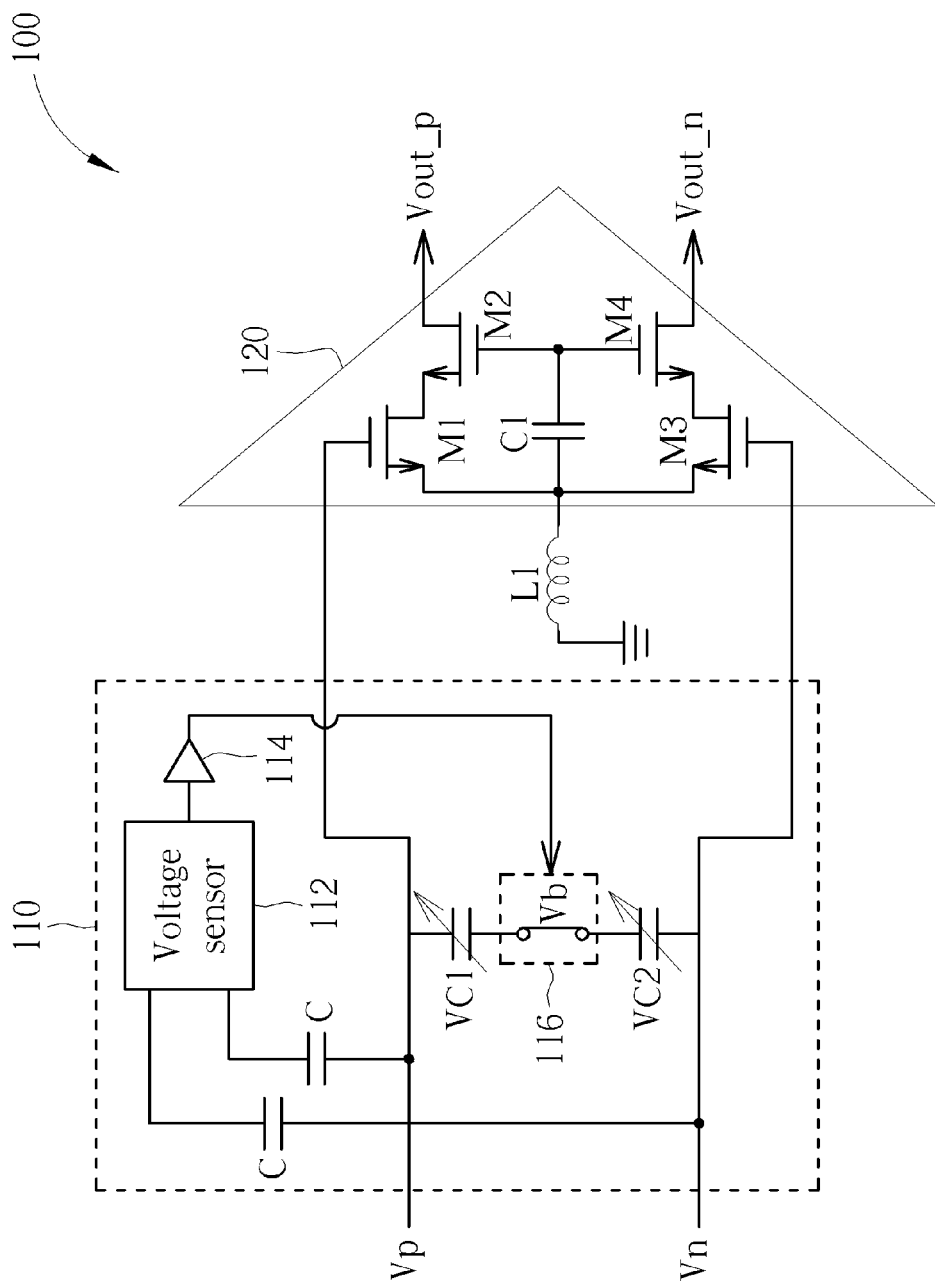 100
110
Voltage
sensor
112
114
C
C
VC1
Vb
116
VC2
Vp
Vn
L1
120
M1
M2
C1
M3
M4
Vout_p
Vout_n